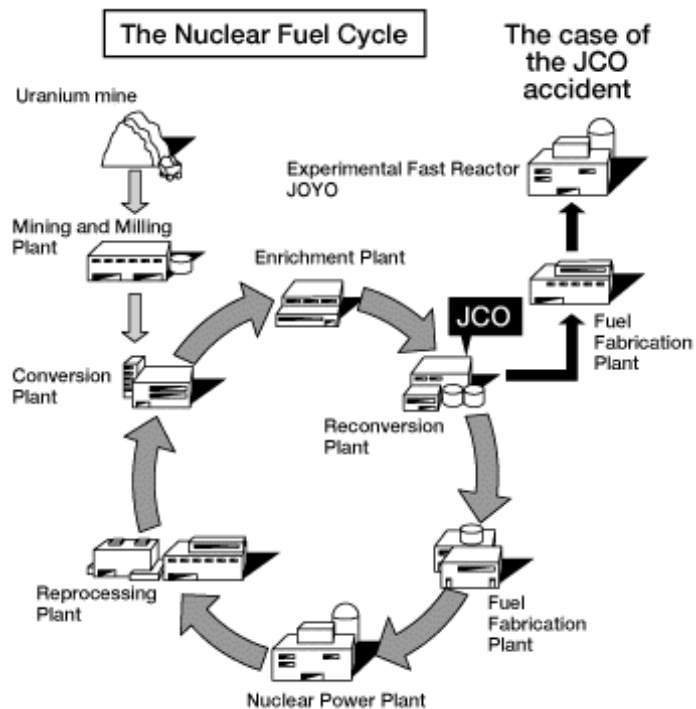 The Nuclear Fuel Cycle
The case of
the JCO
accident
Uranium mine
Experimental Fast Reactor
JOYO
Mining and Milling
Plant
Enrichment Plant
JCO
Fuel
Fabrication
Plant
Conversion
Plant
Reconversion
Plant
Reprocessing
Plant
Fuel
Fabrication
Plant
Nuclear Power Plant